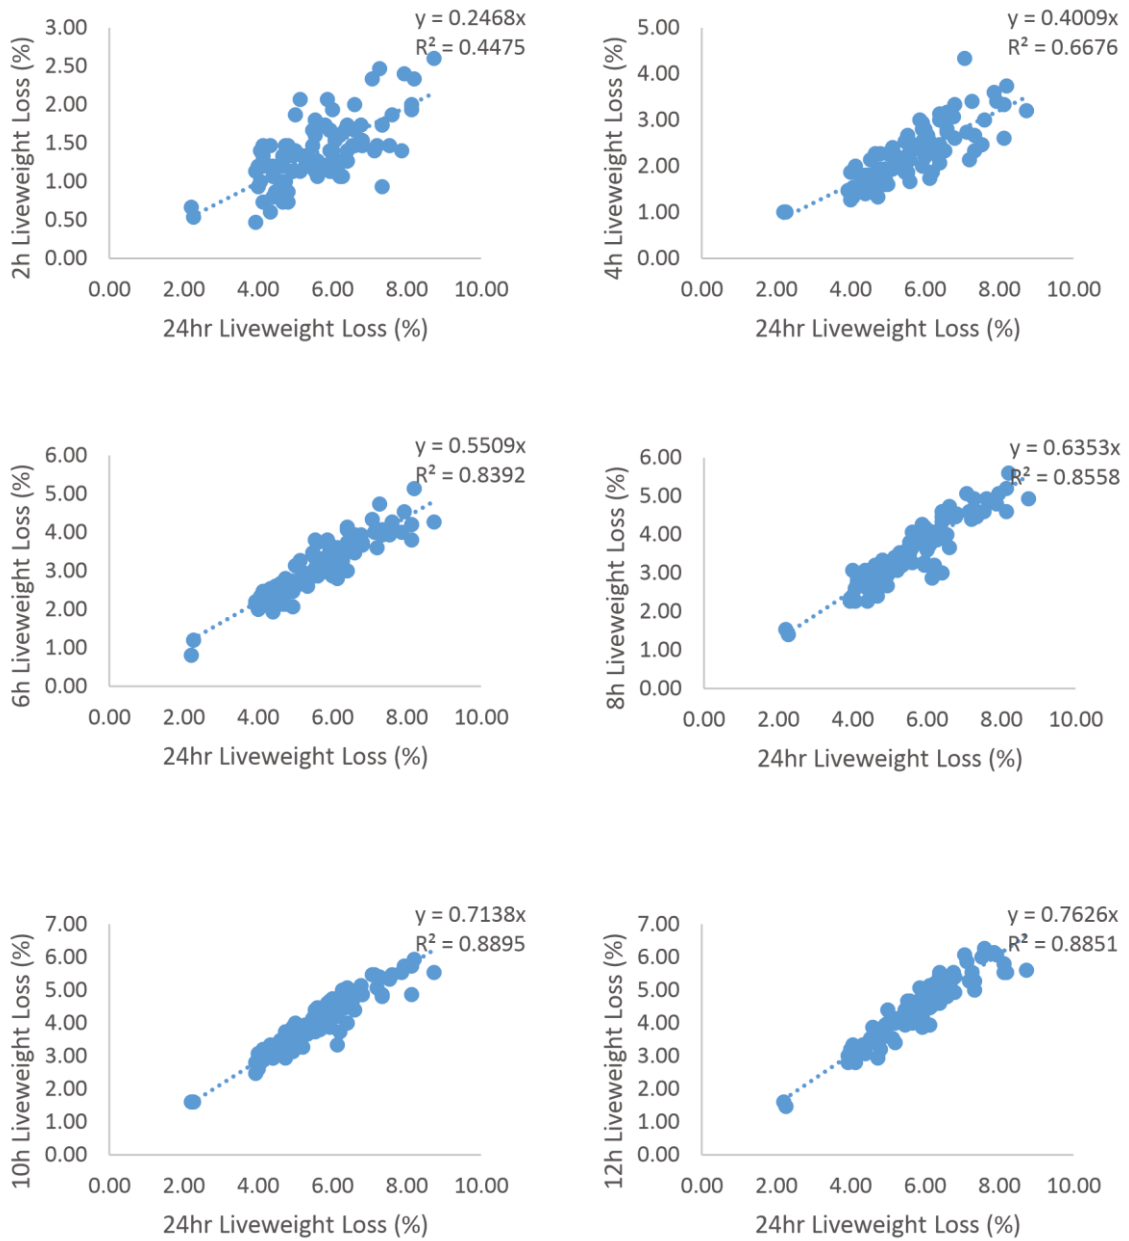 y = 0.2468x
R² = 0.4475
3.00
2.50
2.00
1.50
1.00
0.50
0.00
2h Liveweight Loss (%)
0.00 2.00 4.00 6.00 8.00 10.00
24hr Liveweight Loss (%)
y = 0.4009x
R² = 0.6676
5.00
4.00
3.00
2.00
1.00
0.00
4h Liveweight Loss (%)
0.00 2.00 4.00 6.00 8.00 10.00
24hr Liveweight Loss (%)
y = 0.5509x
R² = 0.8392
6.00
5.00
4.00
3.00
2.00
1.00
0.00
6h Liveweight Loss (%)
0.00 2.00 4.00 6.00 8.00 10.00
24hr Liveweight Loss (%)
y = 0.6353x
R² = 0.8558
6.00
5.00
4.00
3.00
2.00
1.00
0.00
8h Liveweight Loss (%)
0.00 2.00 4.00 6.00 8.00 10.00
24hr Liveweight Loss (%)
y = 0.7138x
R² = 0.8895
7.00
6.00
5.00
4.00
3.00
2.00
1.00
0.00
10h Liveweight Loss (%)
0.00 2.00 4.00 6.00 8.00 10.00
24hr Liveweight Loss (%)
y = 0.7626x
R² = 0.8851
7.00
6.00
5.00
4.00
3.00
2.00
1.00
0.00
12h Liveweight Loss (%)
0.00 2.00 4.00 6.00 8.00 10.00
24hr Liveweight Loss (%)